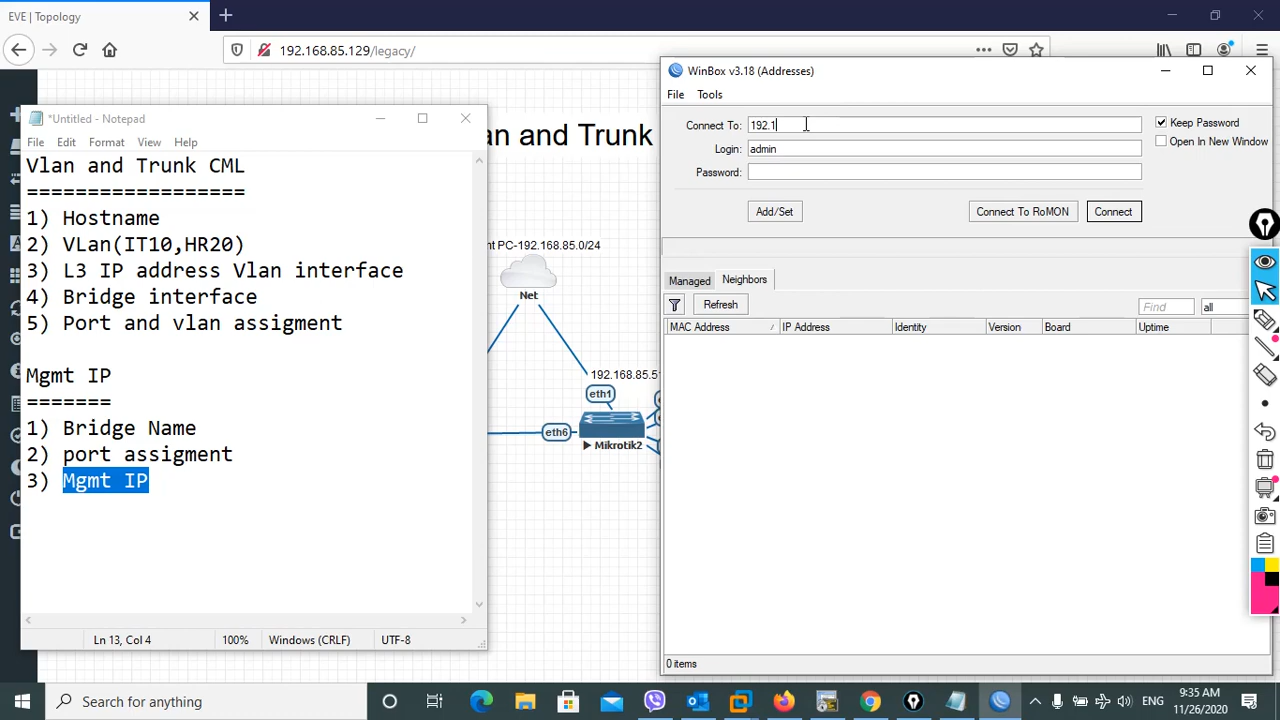 EVE | Topology
192.168.85.129/legacy/
an and Trunk
*Untitled - Notepad
File Edit Format View Help
Vlan and Trunk CML
==================
1) Hostname
2) VLan(IT10,HR20)
3) L3 IP address Vlan interface
4) Bridge interface
5) Port and vlan assigment
Mgmt IP
=======
1) Bridge Name
2) port assigment
3) Mgmt IP
Ln 13, Col 4 100% Windows (CRLF) UTF-8
nt PC-192.168.85.0/24
Net
192.168.85.5
eth1
eth6
Mikrotik2
WinBox v3.18 (Addresses)
File Tools
Connect To: 192.1
Keep Password
Login: admin
Open In New Window
Password:
Add/Set Connect To RoMON Connect
Managed Neighbors
Refresh Find all
MAC Address / IP Address Identity Version Board Uptime
0 items
Search for anything
ENG
9:35 AM
11/26/2020